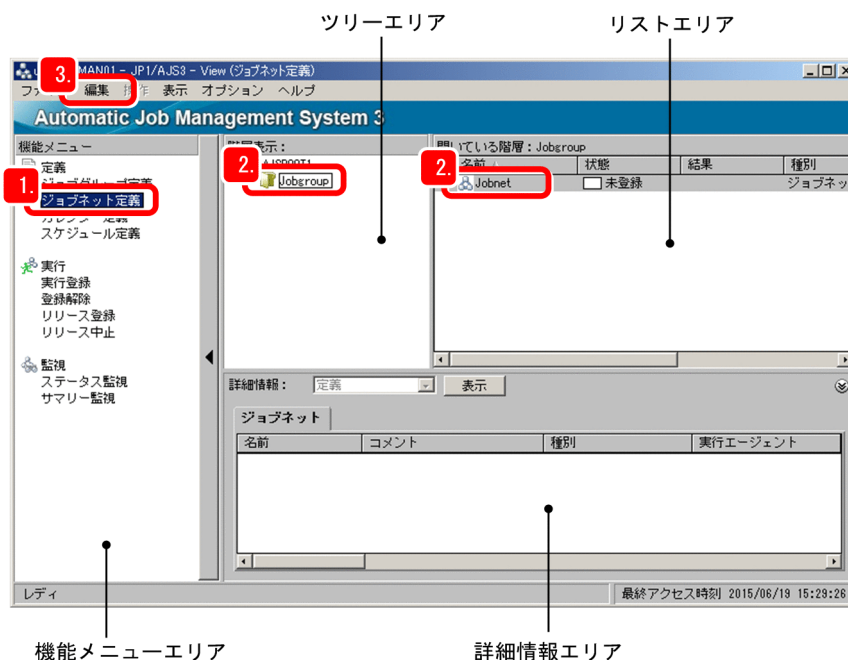 ツリーエリア
リストエリア
MAN01 - JP1/AJS3 - View (ジョブネット定義)
3.
編集 表示 オプション ヘルプ
Automatic Job Management System 3
機能メニュー
定義
1.
ジョブネット定義
スケジュール定義
実行
実行登録
登録解除
リリース登録
リリース中止
監視
ステータス監視
サマリー監視
階層表示:
2.
Jobgroup
開いている階層:Jobgroup
名前 状態 結果 種別
2.
Jobnet 未登録 ジョブネッ
詳細情報: 定義 表示
ジョブネット
名前 コメント 種別 実行エージェント
レディ
最終アクセス時刻 2015/06/19 15:29:26
機能メニューエリア
詳細情報エリア